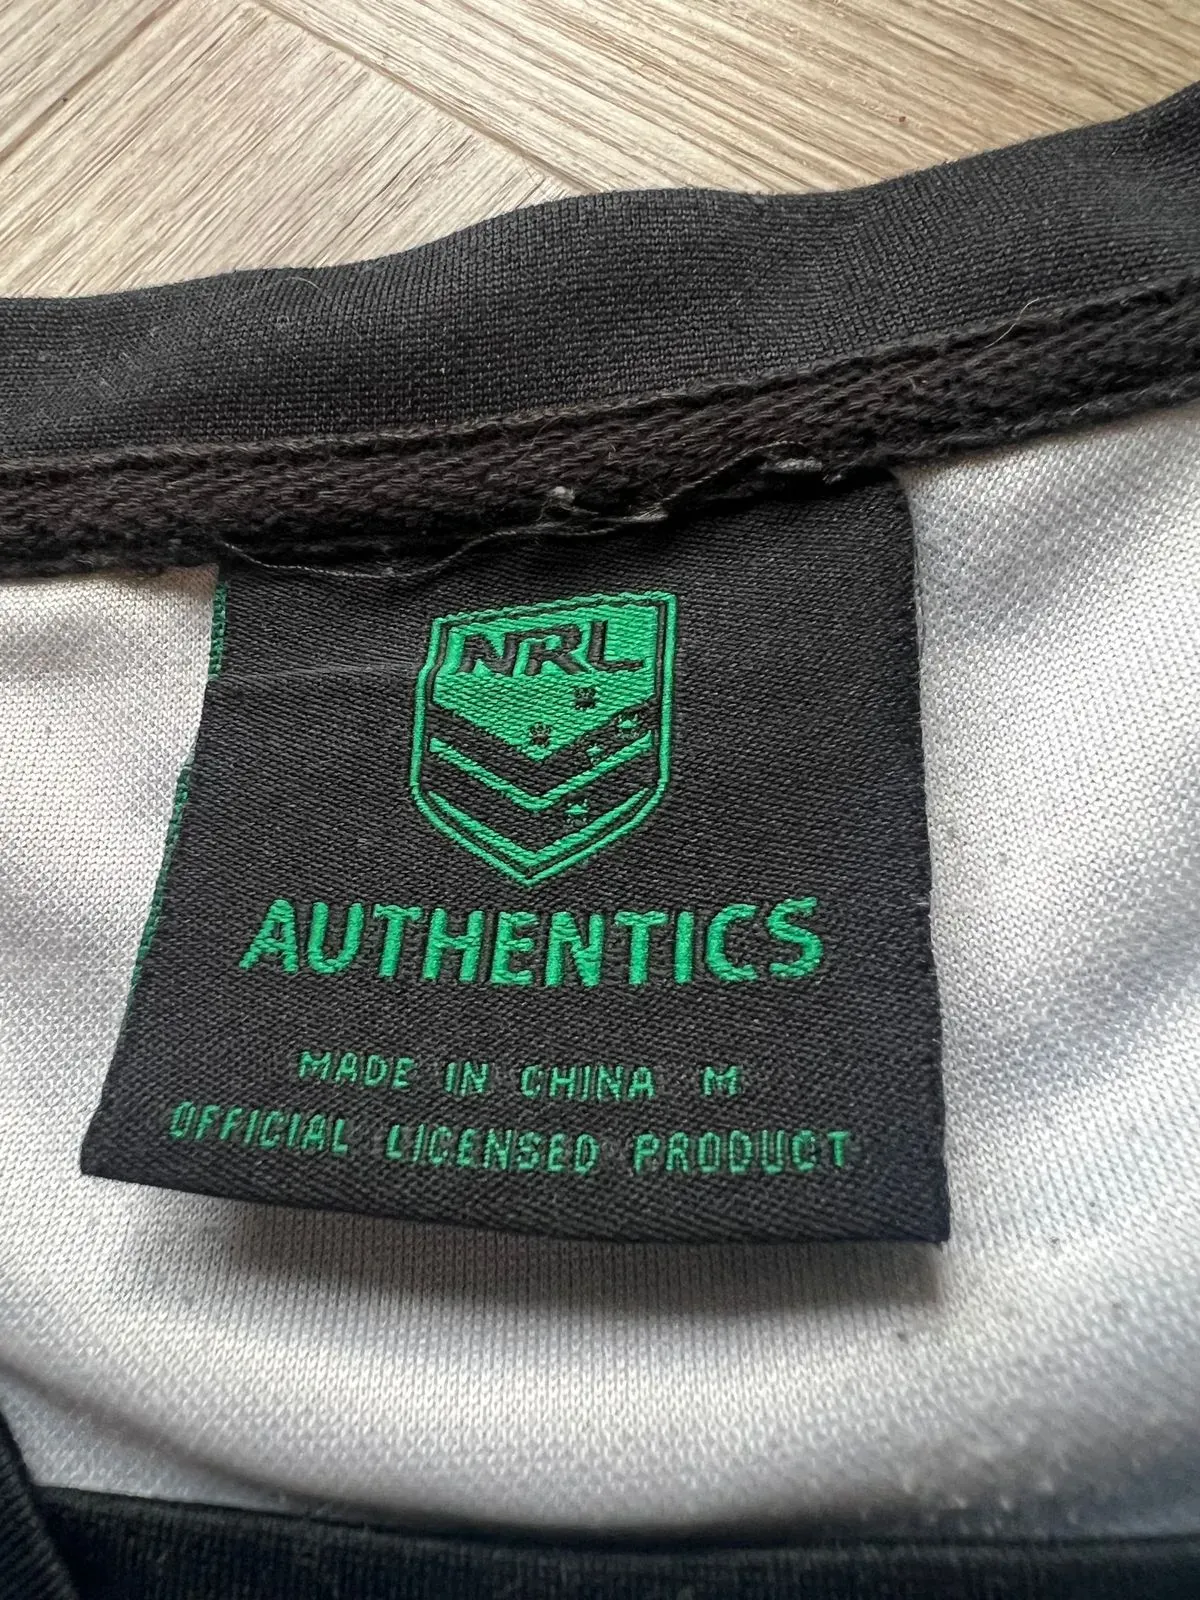 NRL
AUTHENTICS
MADE IN CHINA M
OFFICIAL LICENSED PRODUCT